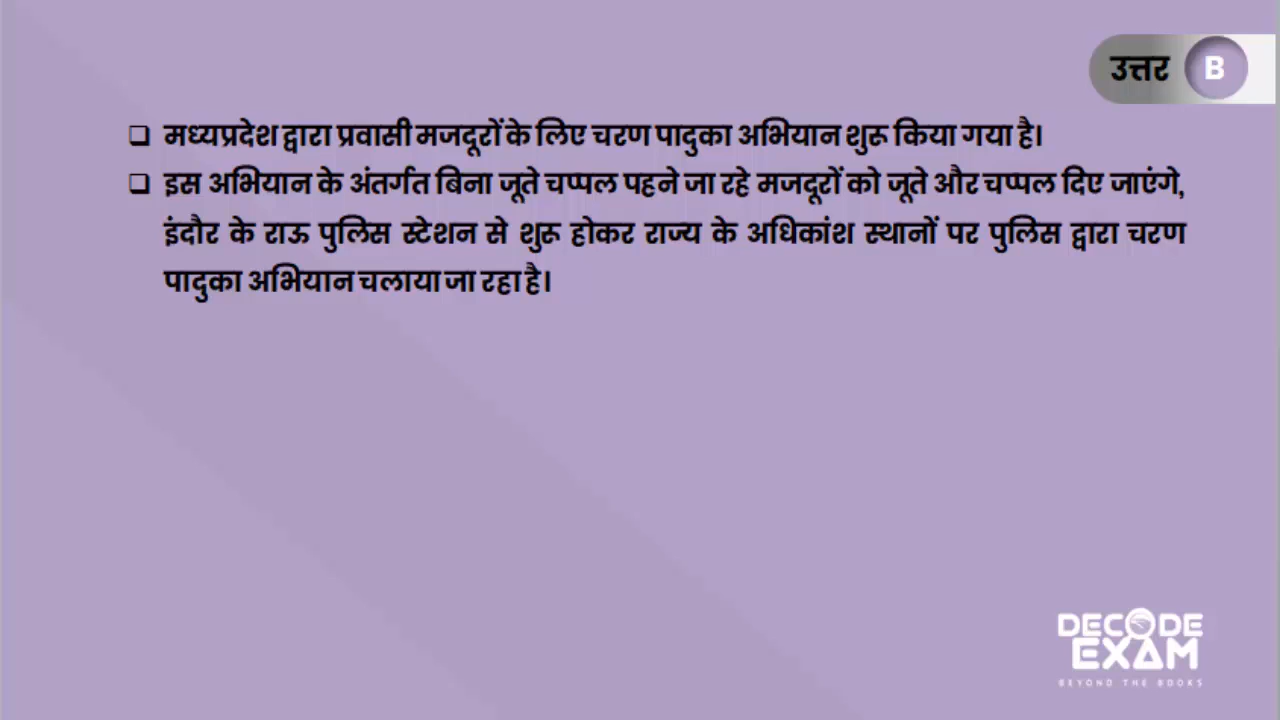 उत्तर B
❑ मध्यप्रदेश द्वारा प्रवासी मजदूरों के लिए चरण पादुका अभियान शुरू किया गया है।
❑ इस अभियान के अंतर्गत बिना जूते चप्पल पहने जा रहे मजदूरों को जूते और चप्पल दिए जाएंगे,
इंदौर के राऊ पुलिस स्टेशन से शुरू होकर राज्य के अधिकांश स्थानों पर पुलिस द्वारा चरण
पादुका अभियान चलाया जा रहा है।
DECODE
EXAM
BEYOND THE BOOKS